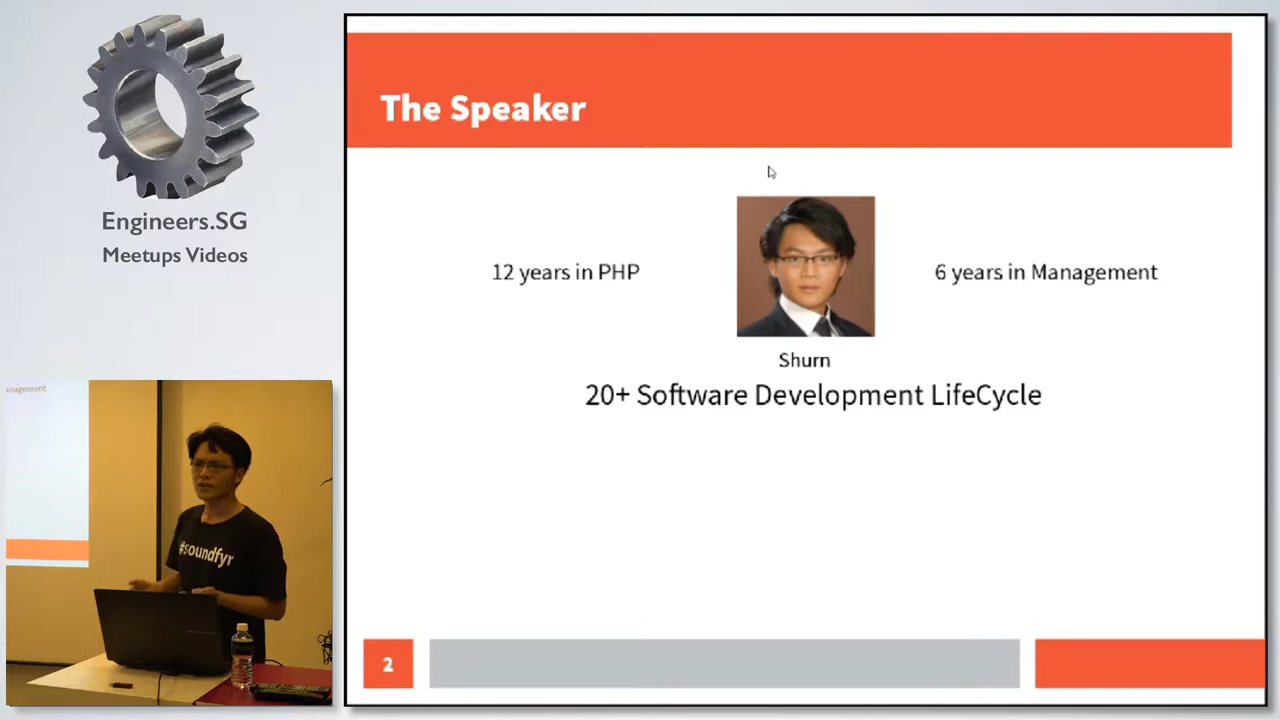 Engineers.SG
Meetups Videos
The Speaker
12 years in PHP
6 years in Management
Shurn
20+ Software Development LifeCycle
#soundfyr
2